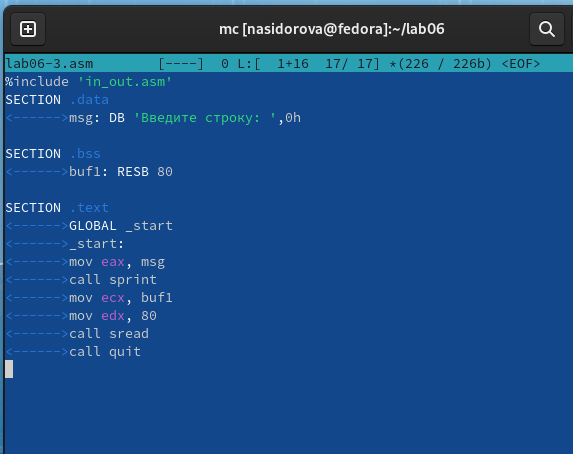 mc [nasidorova@fedora]:~/lab06
lab06-3.asm        [----]  0 L:[  1+16  17/ 17] *(226 / 226b) <EOF>
%include 'in_out.asm'
SECTION .data
<------>msg: DB 'Введите строку: ',0h

SECTION .bss
<------>buf1: RESB 80

SECTION .text
<------>GLOBAL _start
<------>_start:
<------>mov eax, msg
<------>call sprint
<------>mov ecx, buf1
<------>mov edx, 80
<------>call sread
<------>call quit